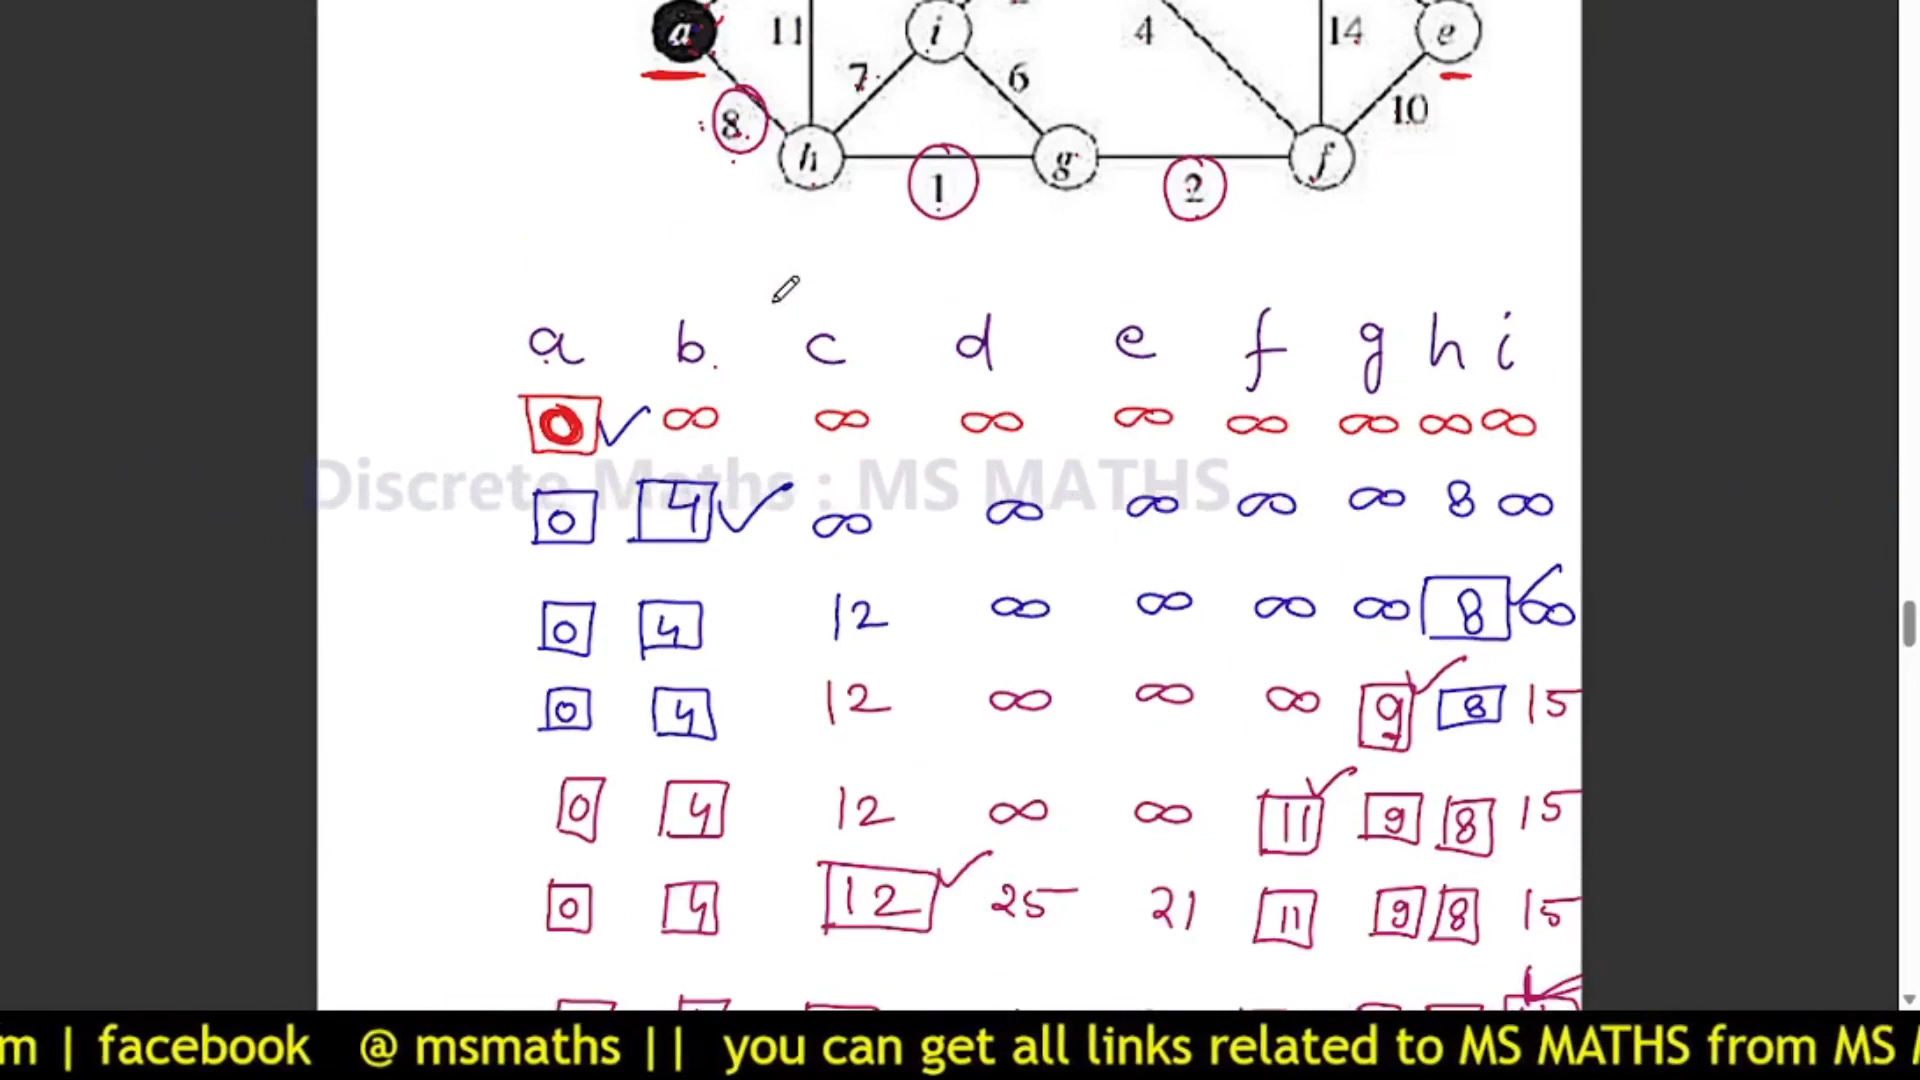 a 11 i 4 14 e
7 6 10
8
h g f
1 2
a b. c d e f g h i
0 ∞ ∞ ∞ ∞ ∞ ∞ ∞ ∞
Discrete Maths : MS MATHS
0 4 ∞ ∞ ∞ ∞ ∞ 8 ∞
0 4 12 ∞ ∞ ∞ ∞ 8 ∞
0 4 12 ∞ ∞ ∞ 9 8 15
0 4 12 ∞ ∞ 11 9 8 15
0 4 12 25 21 11 9 8 15
m | facebook @ msmaths || you can get all links related to MS MATHS from MS